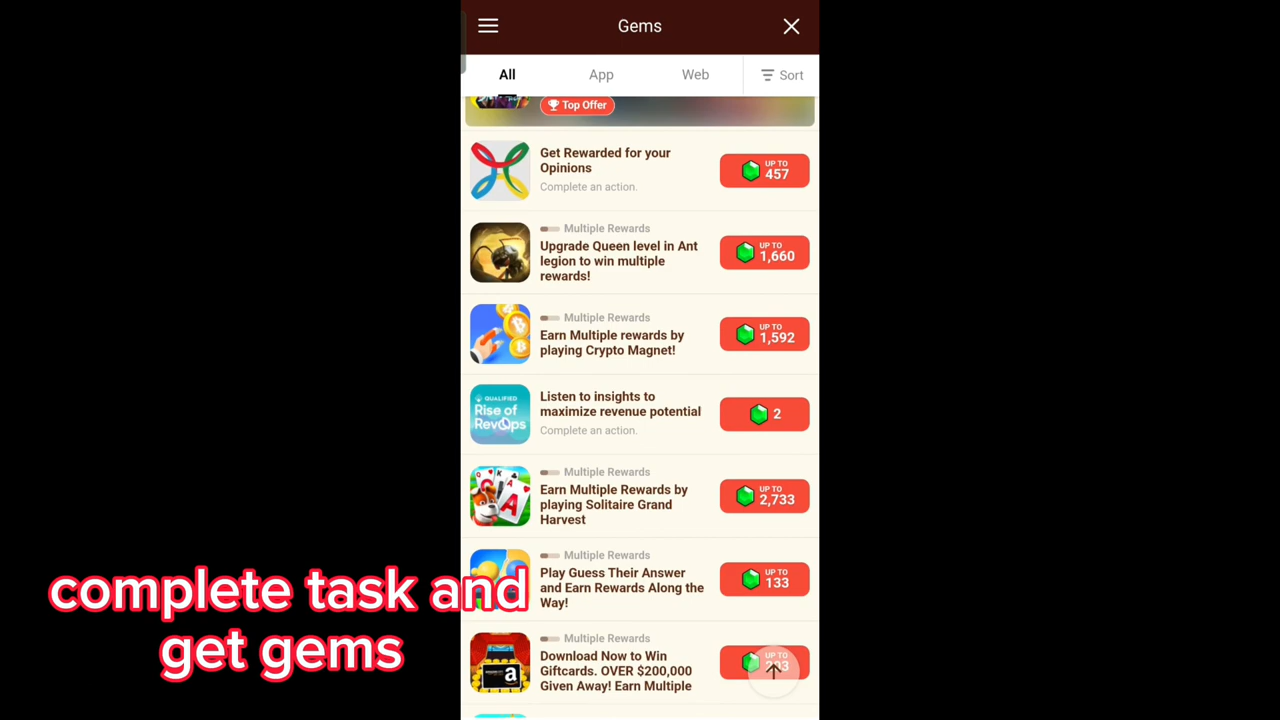 Gems
All
App
Web
Sort
Top Offer
Get Rewarded for your
Opinions
Complete an action.
UP TO
457
Multiple Rewards
Upgrade Queen level in Ant
legion to win multiple
rewards!
UP TO
1,660
Multiple Rewards
Earn Multiple rewards by
playing Crypto Magnet!
UP TO
1,592
QUALIFIED
Rise of
RevOps
Listen to insights to
maximize revenue potential
Complete an action.
2
Multiple Rewards
Earn Multiple Rewards by
playing Solitaire Grand
Harvest
UP TO
2,733
Q K
A
Multiple Rewards
Play Guess Their Answer
and Earn Rewards Along the
Way!
UP TO
133
complete task and
get gems
Multiple Rewards
Download Now to Win
Giftcards. OVER $200,000
Given Away! Earn Multiple
UP TO